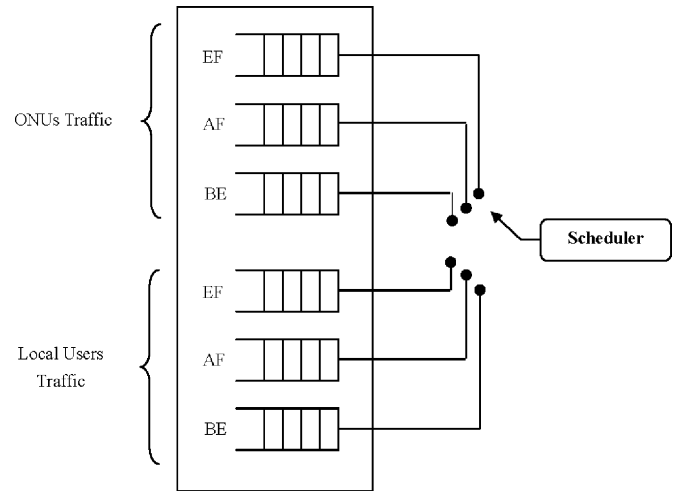 EF
ONUs Traffic
AF
BE
Scheduler
EF
Local Users
Traffic
AF
BE